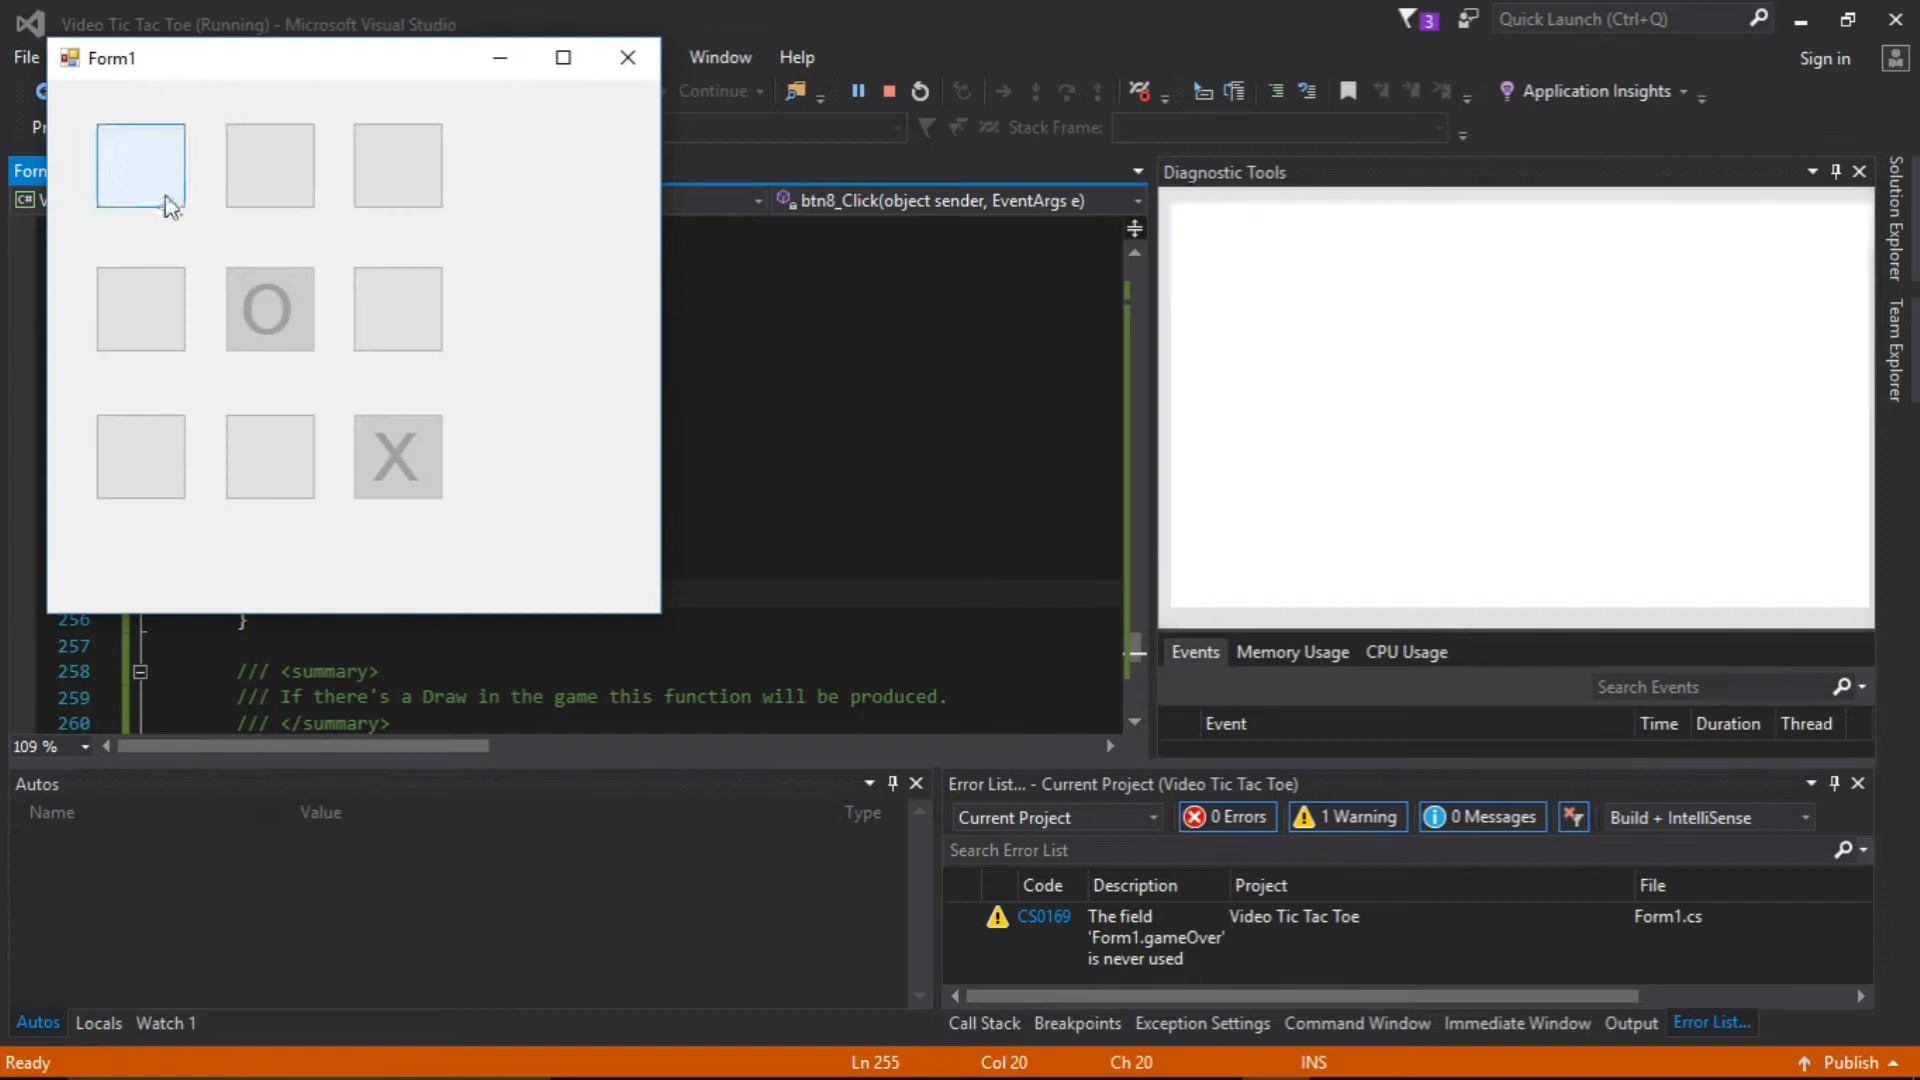 Video Tic Tac Toe (Running) - Microsoft Visual Studio
3
Quick Launch (Ctrl+Q)
File
Window
Help
Sign in
Form1
Continue
Application Insights
Stack Frame:
Form
C#
btn8_Click(object sender, EventArgs e)
Diagnostic Tools
Solution Explorer
Team Explorer
O
X
256 }
257
258 /// <summary>
259 /// If there's a Draw in the game this function will be produced.
260 /// </summary>
109 %
Events
Memory Usage
CPU Usage
Search Events
Event
Time
Duration
Thread
Autos
Name
Value
Type
Error List... - Current Project (Video Tic Tac Toe)
Current Project
0 Errors
1 Warning
0 Messages
Build + IntelliSense
Search Error List
Code
Description
Project
File
CS0169
The field
'Form1.gameOver'
is never used
Video Tic Tac Toe
Form1.cs
Autos
Locals
Watch 1
Call Stack
Breakpoints
Exception Settings
Command Window
Immediate Window
Output
Error List...
Ready
Ln 255
Col 20
Ch 20
INS
Publish